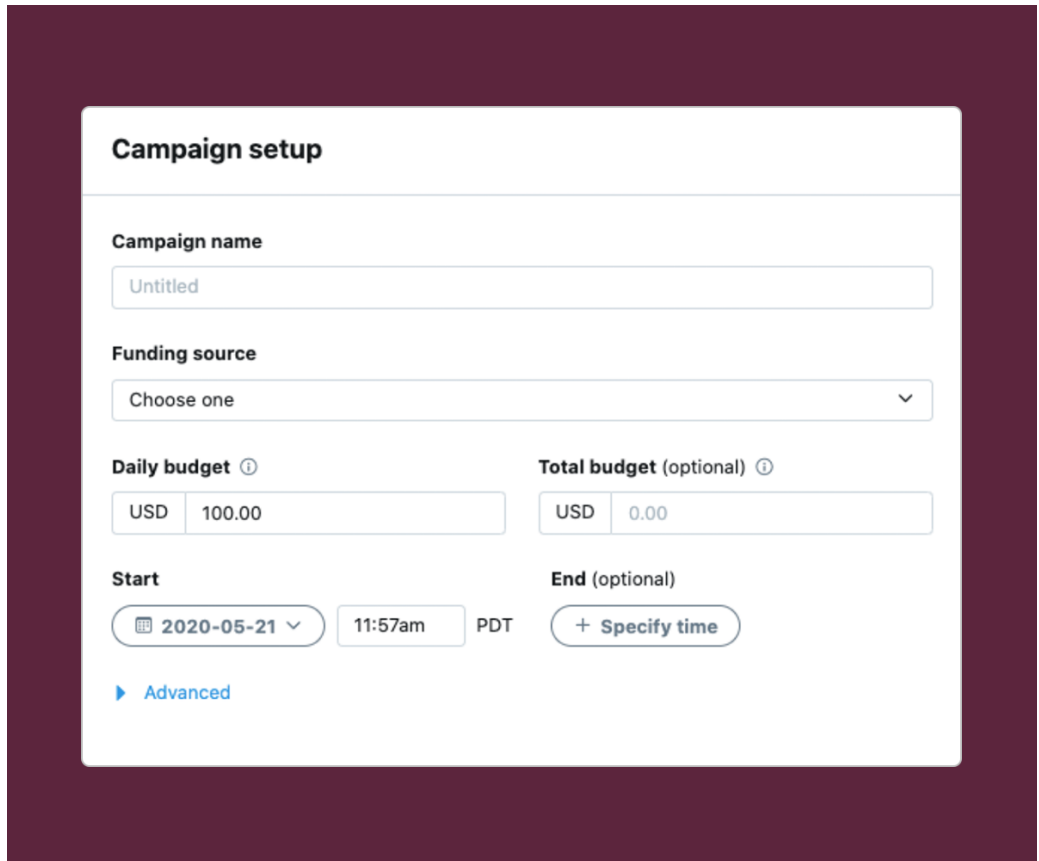 Campaign setup
Campaign name
Untitled
Funding source
Choose one
Daily budget
Total budget (optional)
USD 100.00
USD 0.00
Start
End (optional)
2020-05-21 11:57am PDT
+ Specify time
Advanced